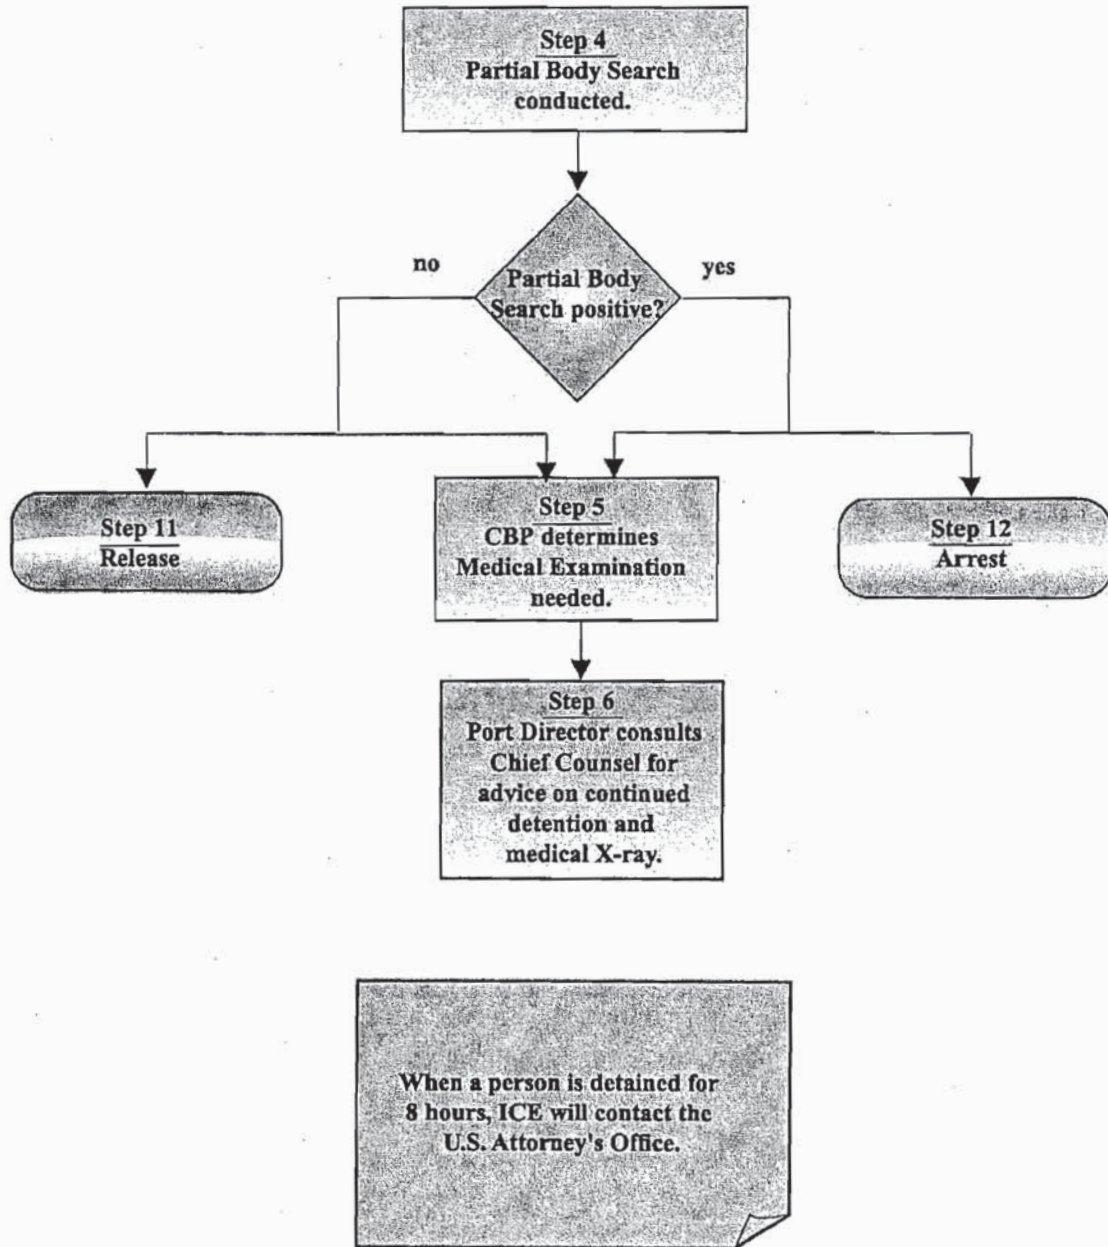 Step 4
Partial Body Search
conducted.
no
yes
Partial Body
Search positive?
Step 11
Release
Step 5
CBP determines
Medical Examination
needed.
Step 12
Arrest
Step 6
Port Director consults
Chief Counsel for
advice on continued
detention and
medical X-ray.
When a person is detained for
8 hours, ICE will contact the
U.S. Attorney's Office.